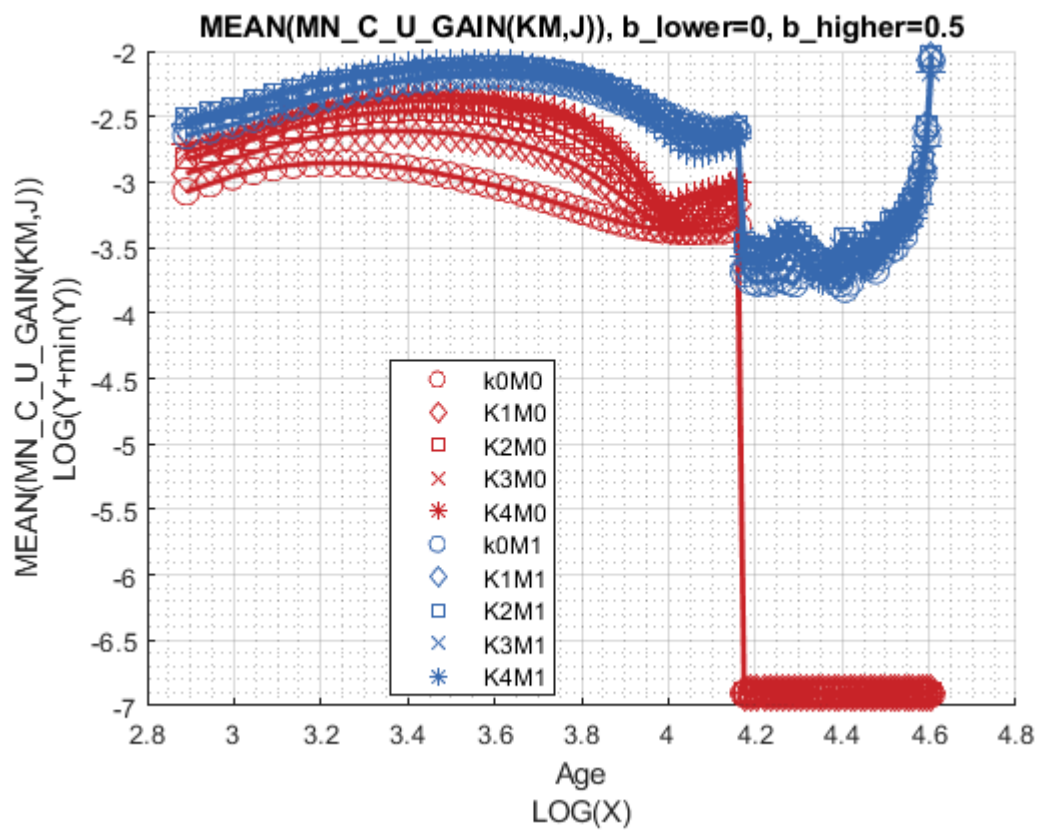 MEAN(MN_C_U_GAIN(KM,J)), b_lower=0, b_higher=0.5
MEAN(MN_C_U_GAIN(KM,J))
LOG(Y+min(Y))
-2
-2.5
-3
-3.5
-4
-4.5
-5
-5.5
-6
-6.5
-7
k0M0
K1M0
K2M0
K3M0
K4M0
k0M1
K1M1
K2M1
K3M1
K4M1
2.8 3 3.2 3.4 3.6 3.8 4 4.2 4.4 4.6 4.8
Age
LOG(X)